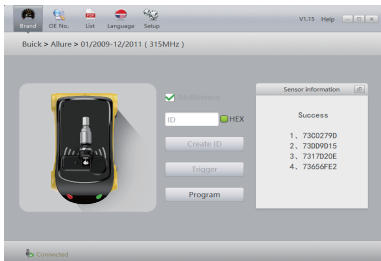 Brand OE No. List Language Setup V1.15 Help
Buick > Allure > 01/2009-12/2011 ( 315MHz )
Sensor information
ID HEX
Success
Create ID
1、73C0279D
2、73DD9D15
Trigger
3、7317D20E
4、73656FE2
Program
Connected